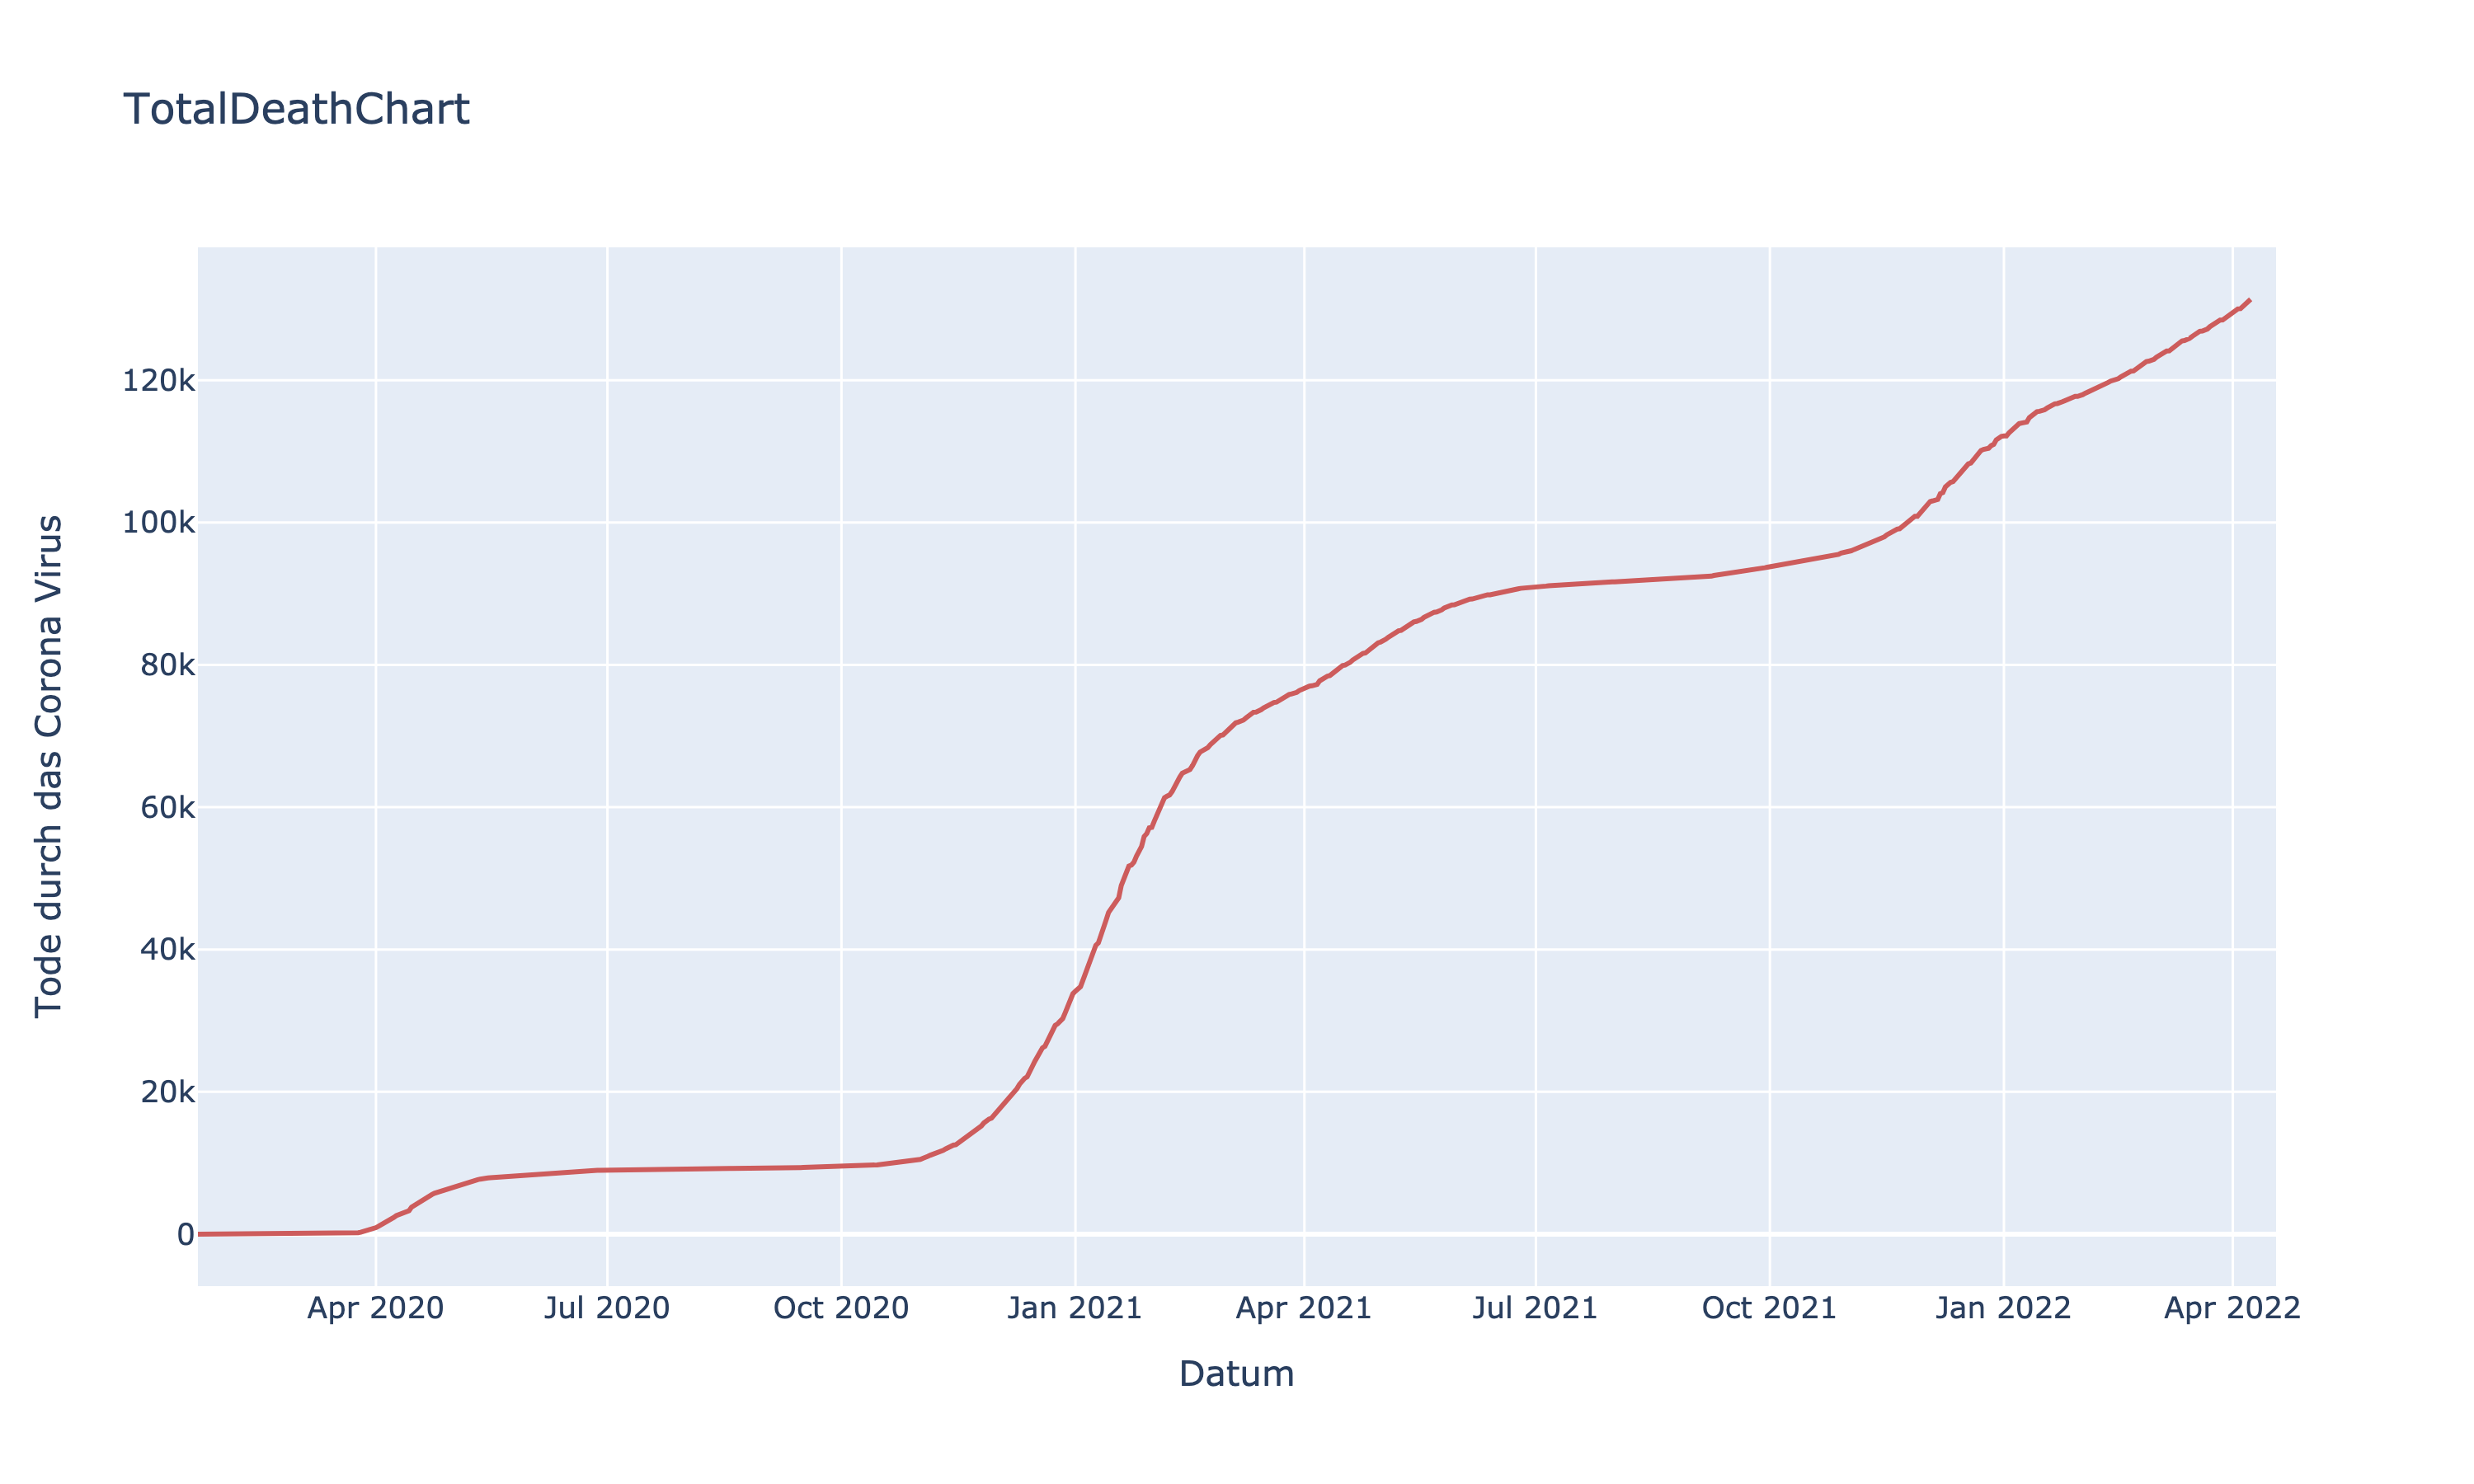 TotalDeathChart
Tode durch das Corona Virus
120k
100k
80k
60k
40k
20k
0
Apr 2020
Jul 2020
Oct 2020
Jan 2021
Apr 2021
Jul 2021
Oct 2021
Jan 2022
Apr 2022
Datum